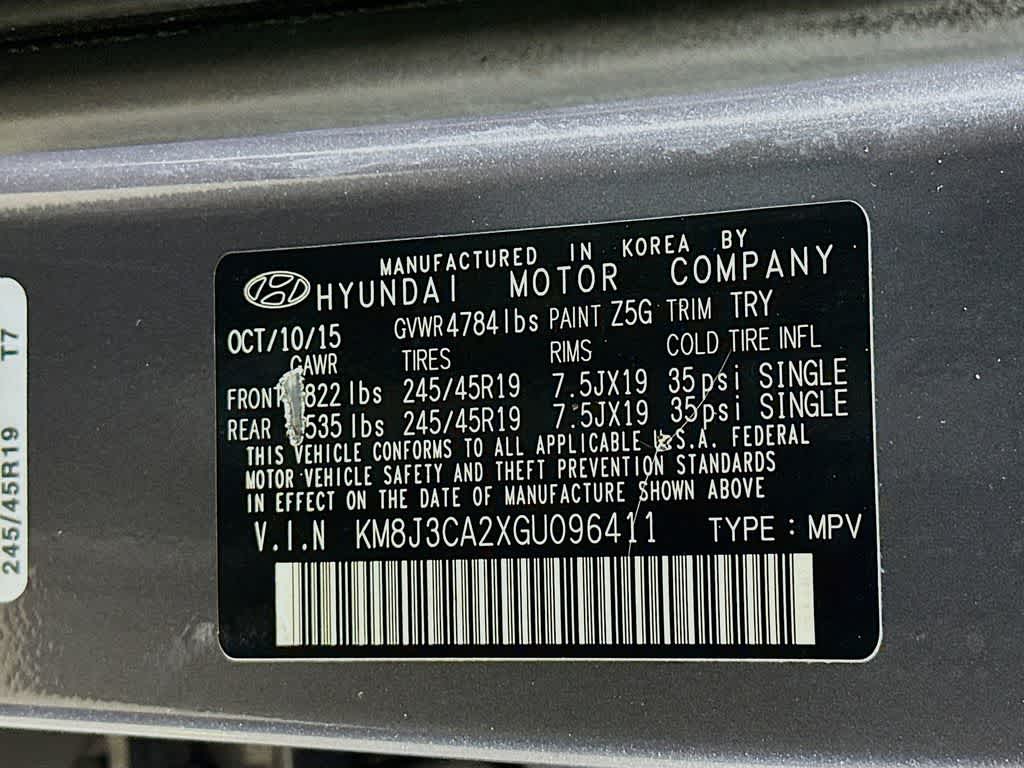 MANUFACTURED IN KOREA BY
HYUNDAI MOTOR COMPANY
OCT/10/15 GVWR 4784lbs PAINT Z5G TRIM TRY
GAWR TIRES RIMS COLD TIRE INFL
FRONT 822 lbs 245/45R19 7.5JX19 35psi SINGLE
REAR 535 lbs 245/45R19 7.5JX19 35psi SINGLE
THIS VEHICLE CONFORMS TO ALL APPLICABLE U.S.A. FEDERAL
MOTOR-VEHICLE SAFETY AND THEFT PREVENTION STANDARDS
IN EFFECT ON THE DATE OF MANUFACTURE SHOWN ABOVE
V.I.N KM8J3CA2XGU096411 TYPE : MPV
245/45R19 T7